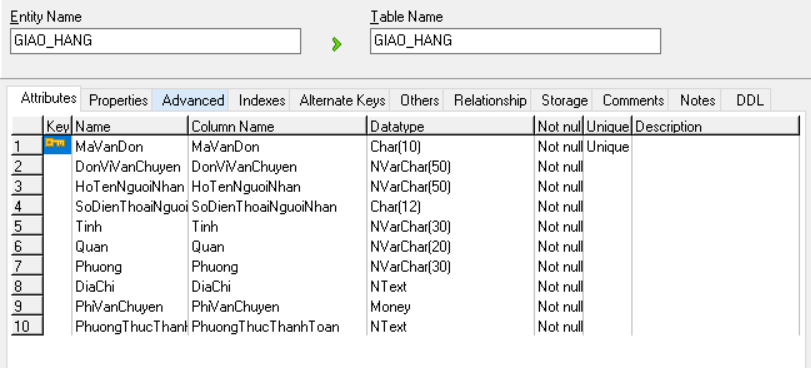 Entity Name Table Name
GIAO_HANG GIAO_HANG
Attributes Properties Advanced Indexes Alternate Keys Others Relationship Storage Comments Notes DDL
Key Name Column Name Datatype Not nul Unique Description
1 MaVanDon MaVanDon Char(10) Not null Unique
2 DonViVanChuyen DonViVanChuyen NVarChar(50) Not null
3 HoTenNguoiNhan HoTenNguoiNhan NVarChar(50) Not null
4 SoDienThoaiNguoi SoDienThoaiNguoiNhan Char(12) Not null
5 Tinh Tinh NVarChar(30) Not null
6 Quan Quan NVarChar(20) Not null
7 Phuong Phuong NVarChar(30) Not null
8 DiaChi DiaChi NText Not null
9 PhiVanChuyen PhiVanChuyen Money Not null
10 PhuongThucThanh PhuongThucThanhToan NText Not null